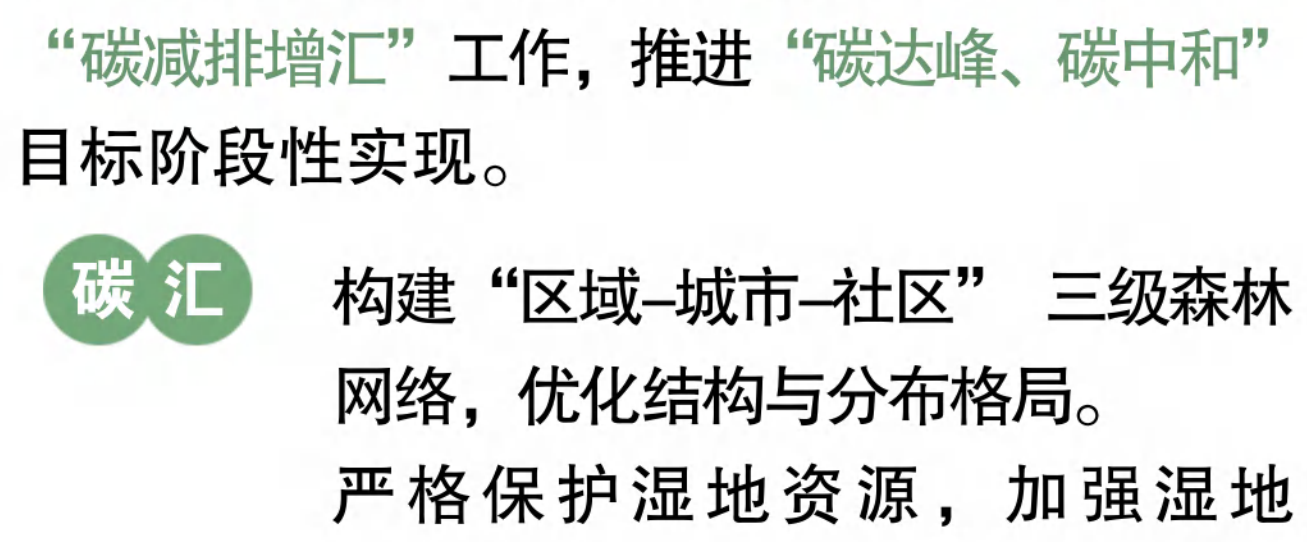 “碳减排增汇”工作，推进“碳达峰、碳中和”
目标阶段性实现。
碳汇
构建“区域–城市–社区” 三级森林
网络，优化结构与分布格局。
严格保护湿地资源，加强湿地